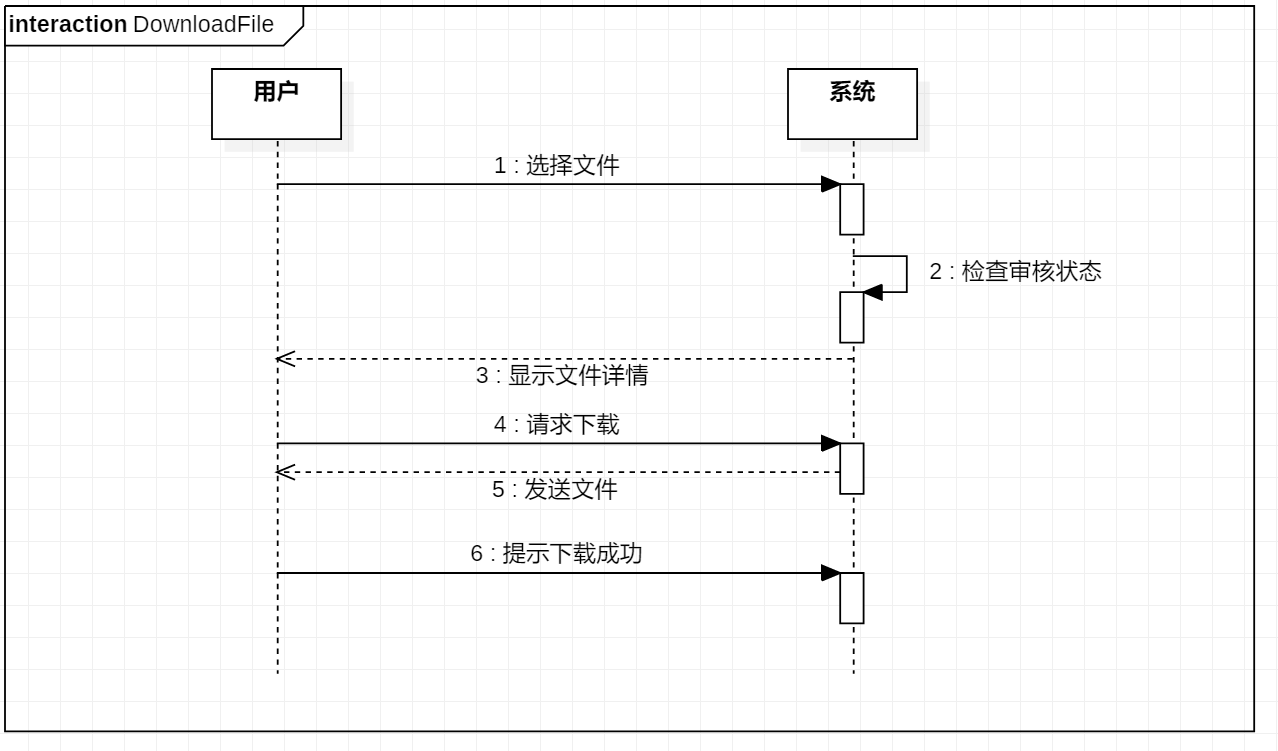 interaction DownloadFile
用户
系统
1 : 选择文件
2 : 检查审核状态
3 : 显示文件详情
4 : 请求下载
5 : 发送文件
6 : 提示下载成功